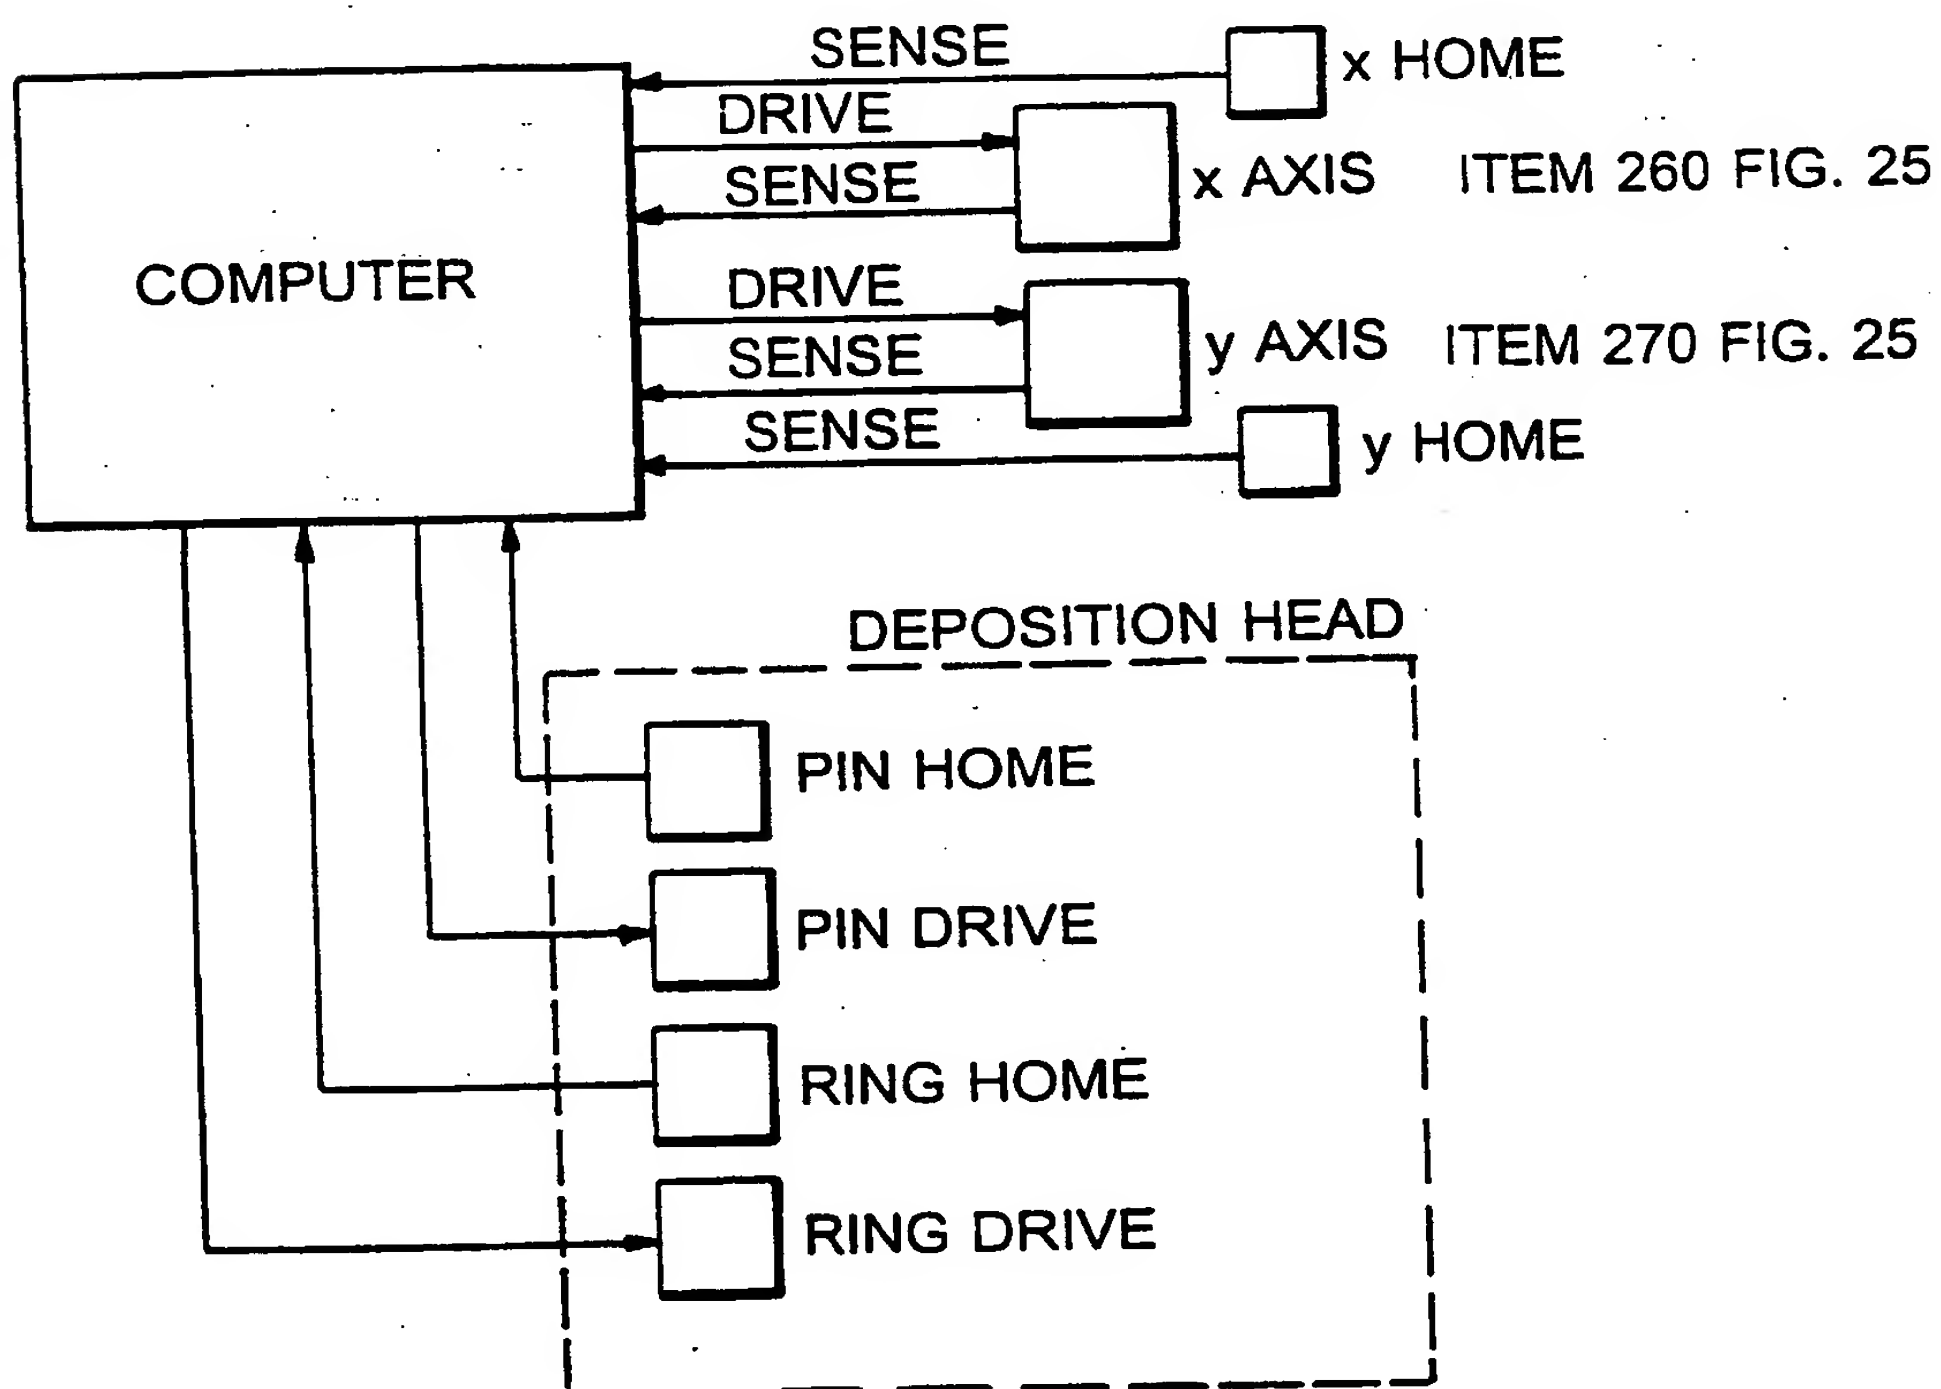 SENSE
x HOME
DRIVE
SENSE
x AXIS ITEM 260 FIG. 25
COMPUTER
DRIVE
SENSE
y AXIS ITEM 270 FIG. 25
SENSE
y HOME
DEPOSITION HEAD
PIN HOME
PIN DRIVE
RING HOME
RING DRIVE